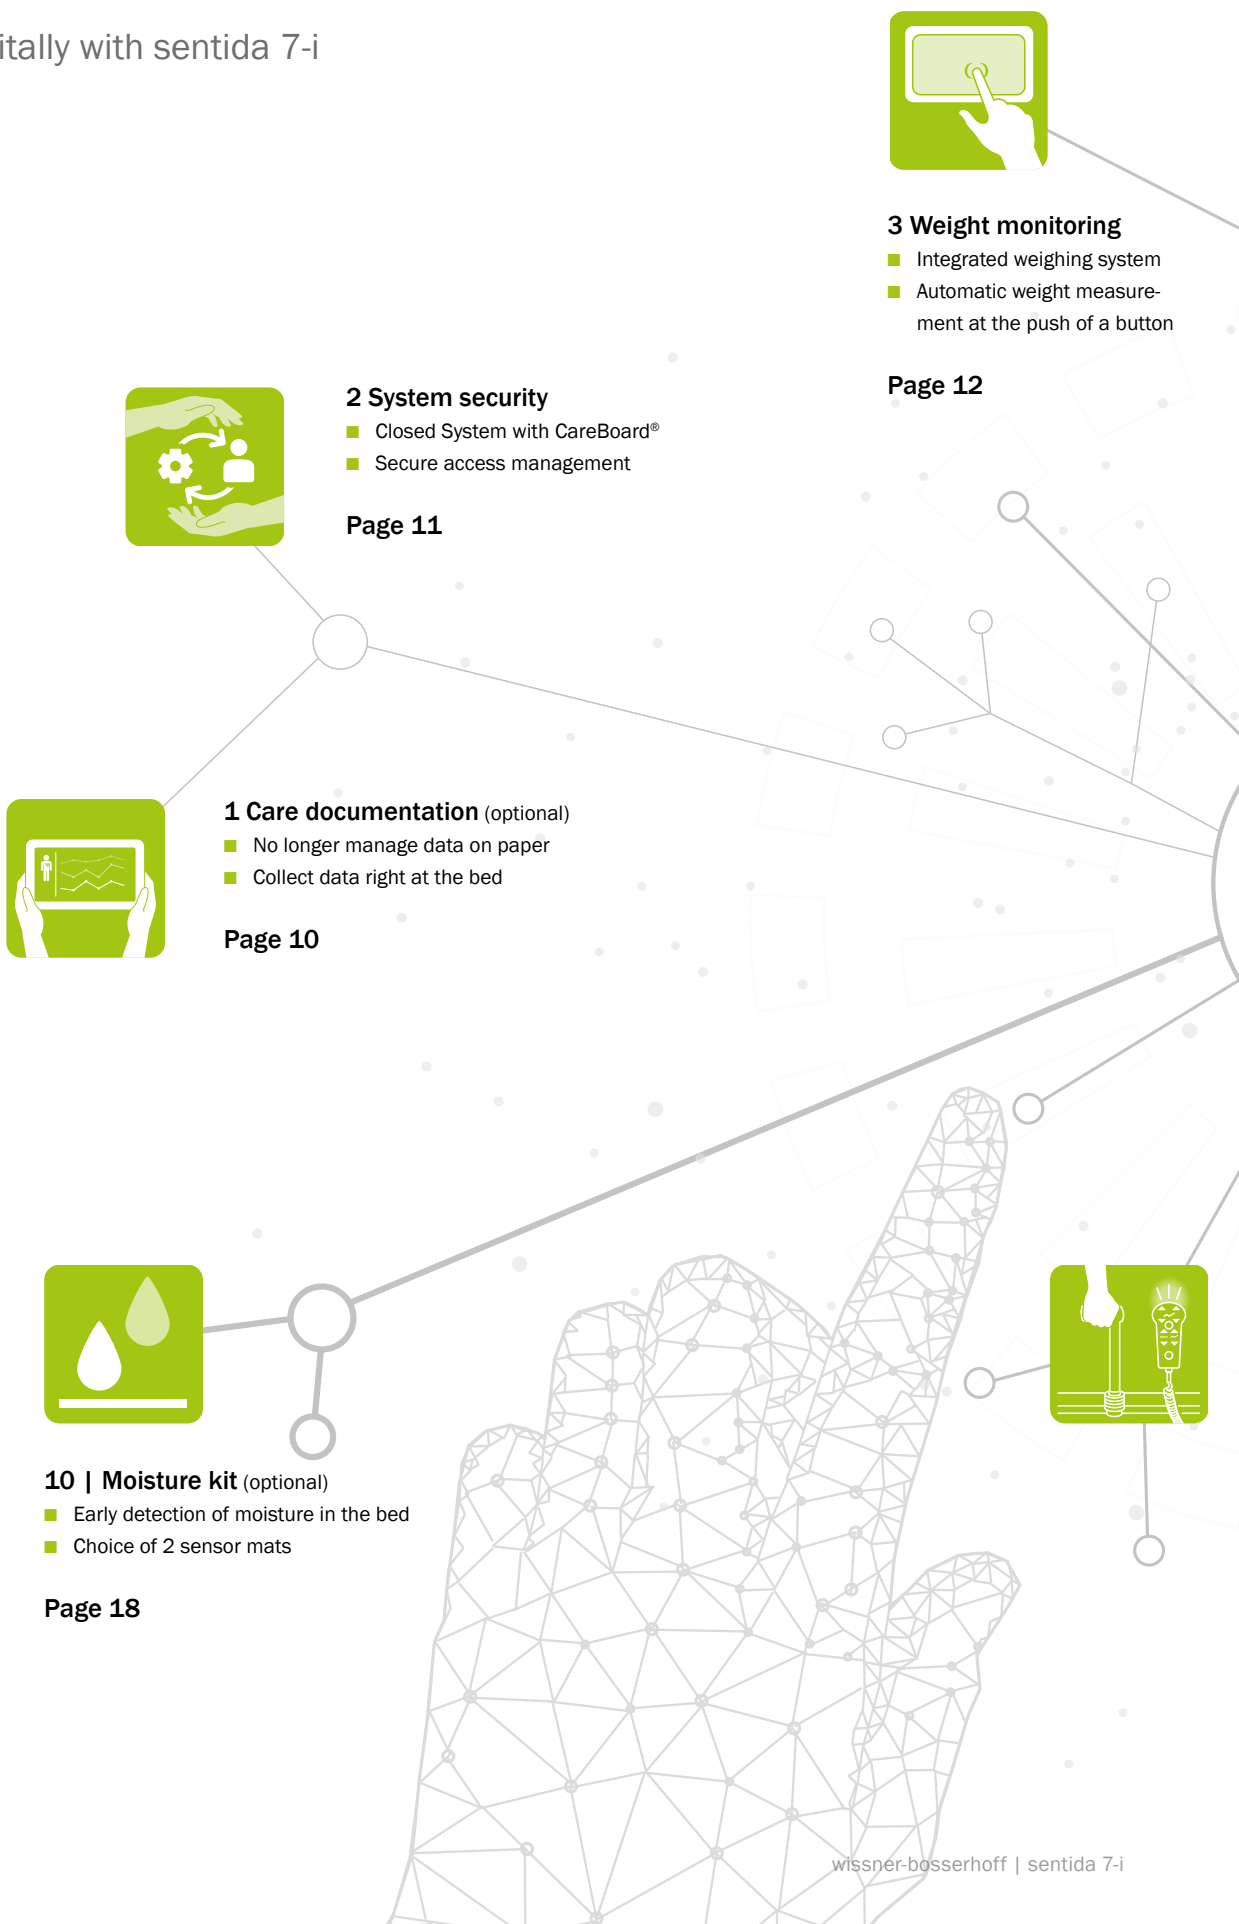 itally with sentida 7-i
3 Weight monitoring
Integrated weighing system
Automatic weight measure-
ment at the push of a button
Page 12
2 System security
Closed System with CareBoard®
Secure access management
Page 11
1 Care documentation (optional)
No longer manage data on paper
Collect data right at the bed
Page 10
10 | Moisture kit (optional)
Early detection of moisture in the bed
Choice of 2 sensor mats
Page 18
wissner-bosserhoff | sentida 7-i